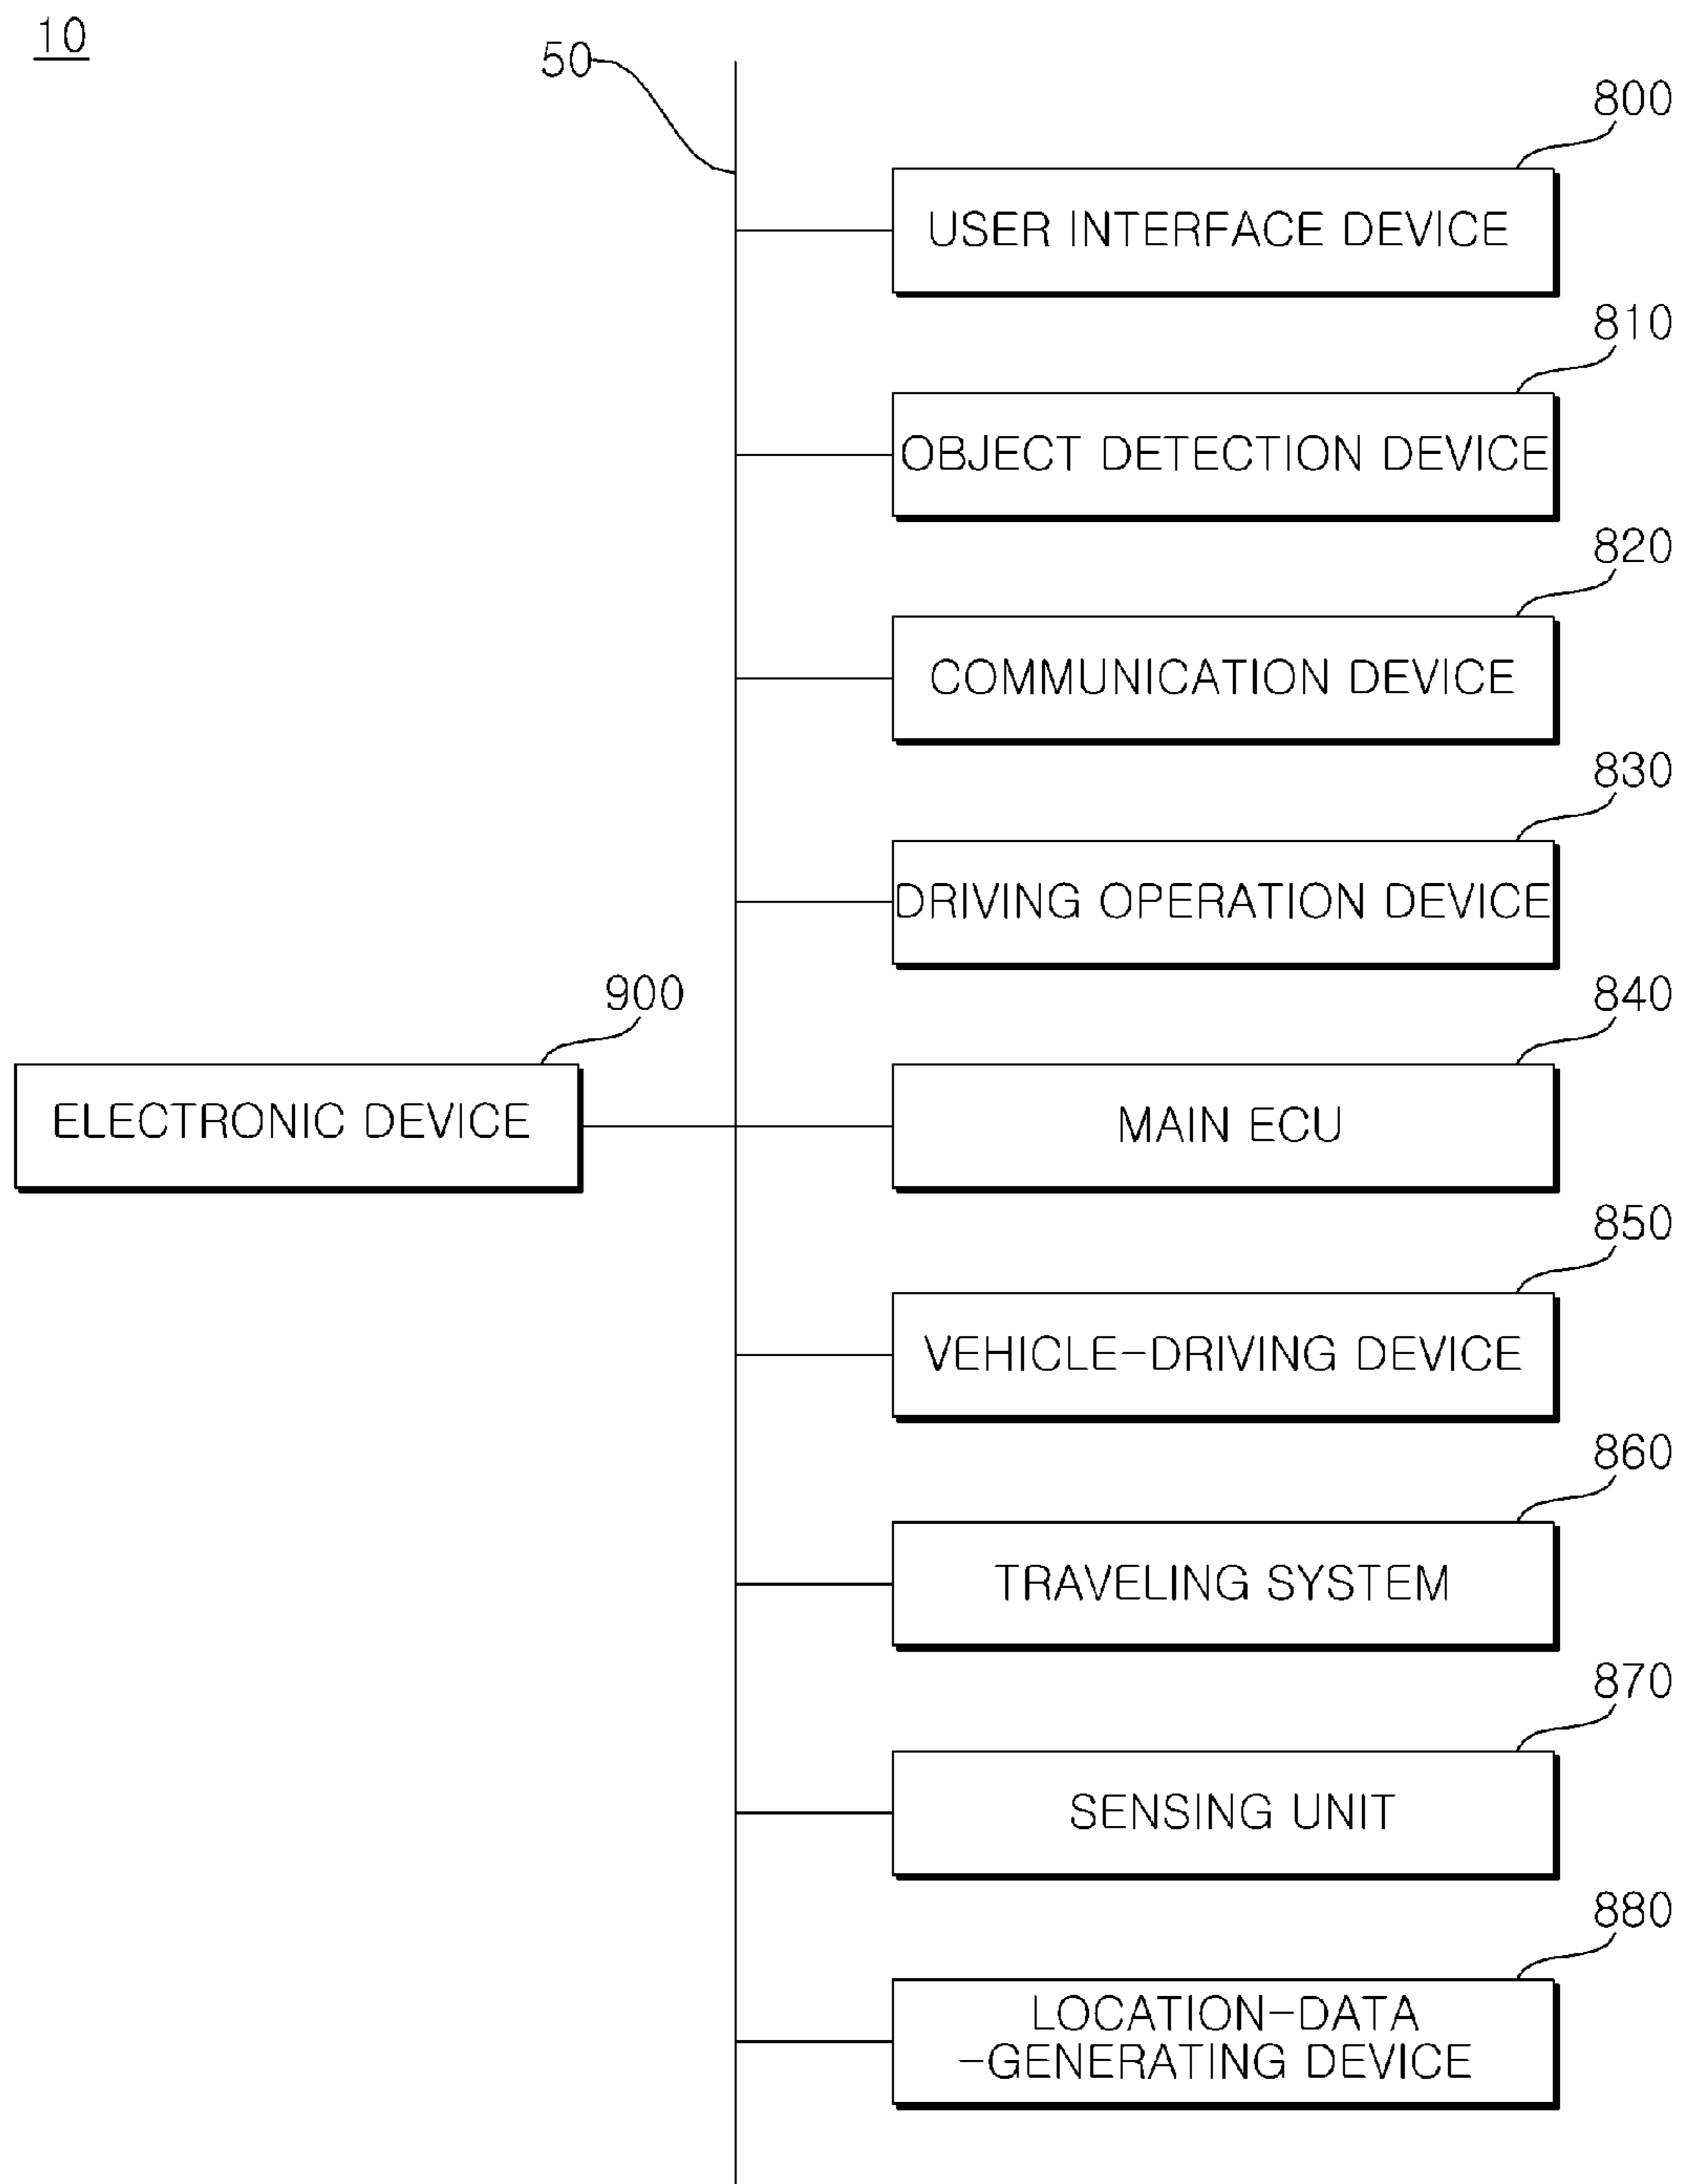 10
50
800
USER INTERFACE DEVICE
810
OBJECT DETECTION DEVICE
820
COMMUNICATION DEVICE
830
DRIVING OPERATION DEVICE
900
840
ELECTRONIC DEVICE
MAIN ECU
850
VEHICLE-DRIVING DEVICE
860
TRAVELING SYSTEM
870
SENSING UNIT
880
LOCATION-DATA
-GENERATING DEVICE